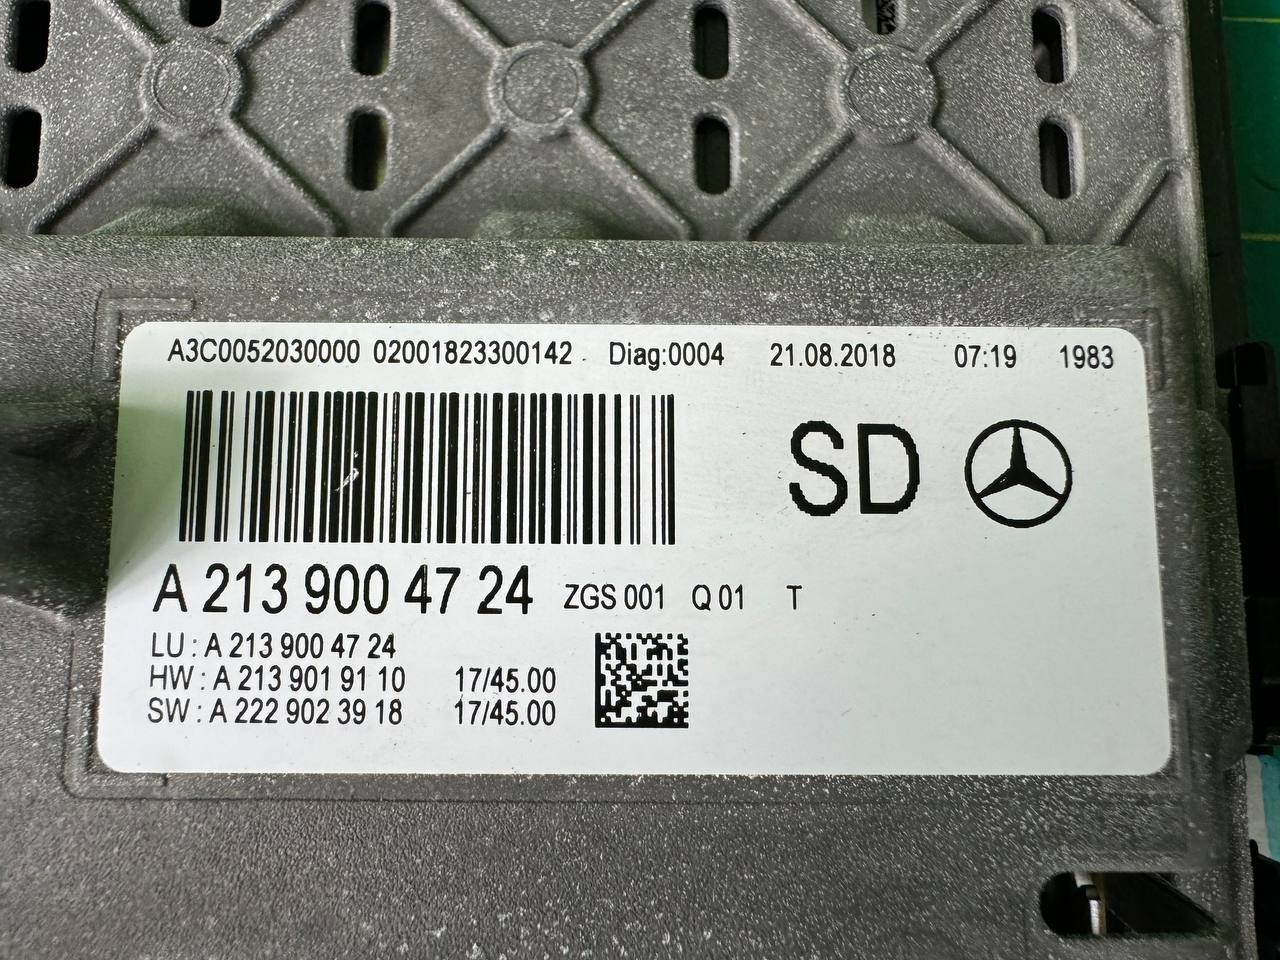 A3C0052030000 02001823300142 Diag:0004 21.08.2018 07:19 1983
SD
A 213 900 47 24 ZGS 001 Q 01 T
LU : A 213 900 47 24
HW : A 213 901 91 10 17/45.00
SW : A 222 902 39 18 17/45.00